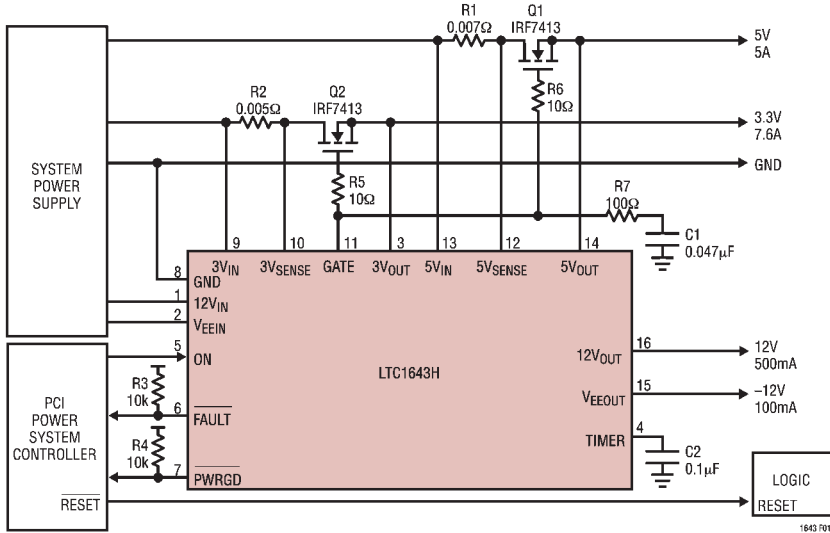 R1
0.007Ω
Q1
IRF7413
5V
5A
R2
0.005Ω
Q2
IRF7413
R6
10Ω
3.3V
7.6A
SYSTEM
POWER
SUPPLY
GND
R5
10Ω
R7
100Ω
C1
0.047µF
9
10
11
3
13
12
14
3VIN
3VSENSE
GATE
3VOUT
5VIN
5VSENSE
5VOUT
8
GND
1
12VIN
2
VEEIN
5
ON
LTC1643H
12VOUT
16
12V
500mA
VEEOUT
15
–12V
100mA
PCI
POWER
SYSTEM
CONTROLLER
R3
10k
6
FAULT
R4
10k
7
PWRGD
TIMER
4
C2
0.1µF
RESET
LOGIC
RESET
1643 F01